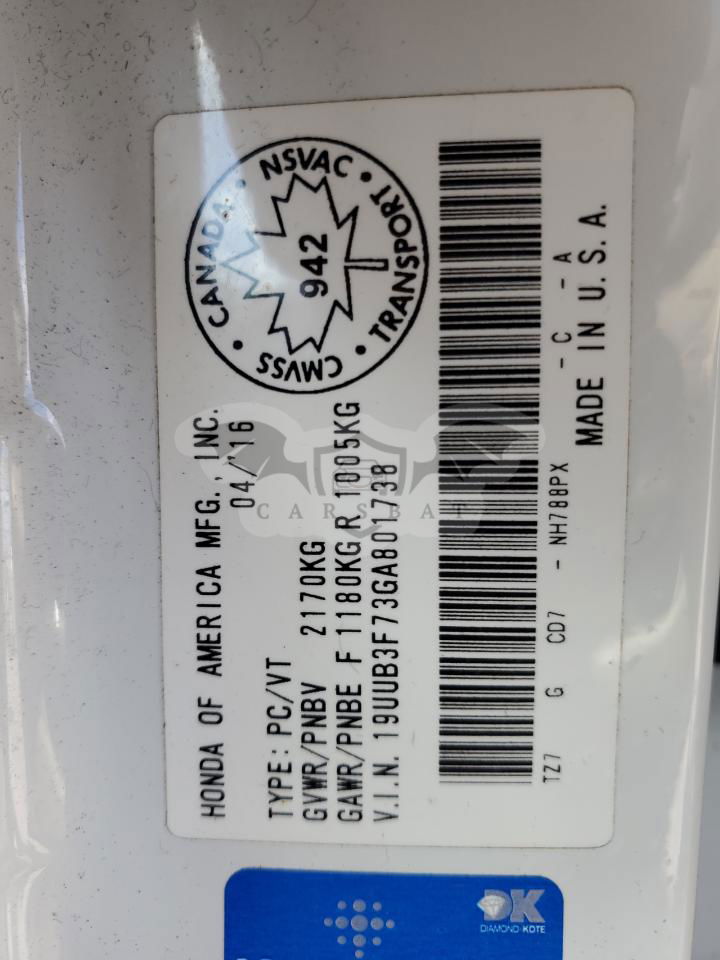 HONDA OF AMERICA MFG., INC.
04/'16
TYPE: PC/VT
GVWR/PNBV 2170KG
GAWR/PNBE F 1180KG R 1005KG
V.I.N. 19UUB3F73GA801738
CANADA • NSVAC • TRANSPORT • CMVSS •
942
TZ7 G CD7 - NH788PX - C - A
MADE IN U.S.A.
CARSBAT
DK
DIAMOND KOTE